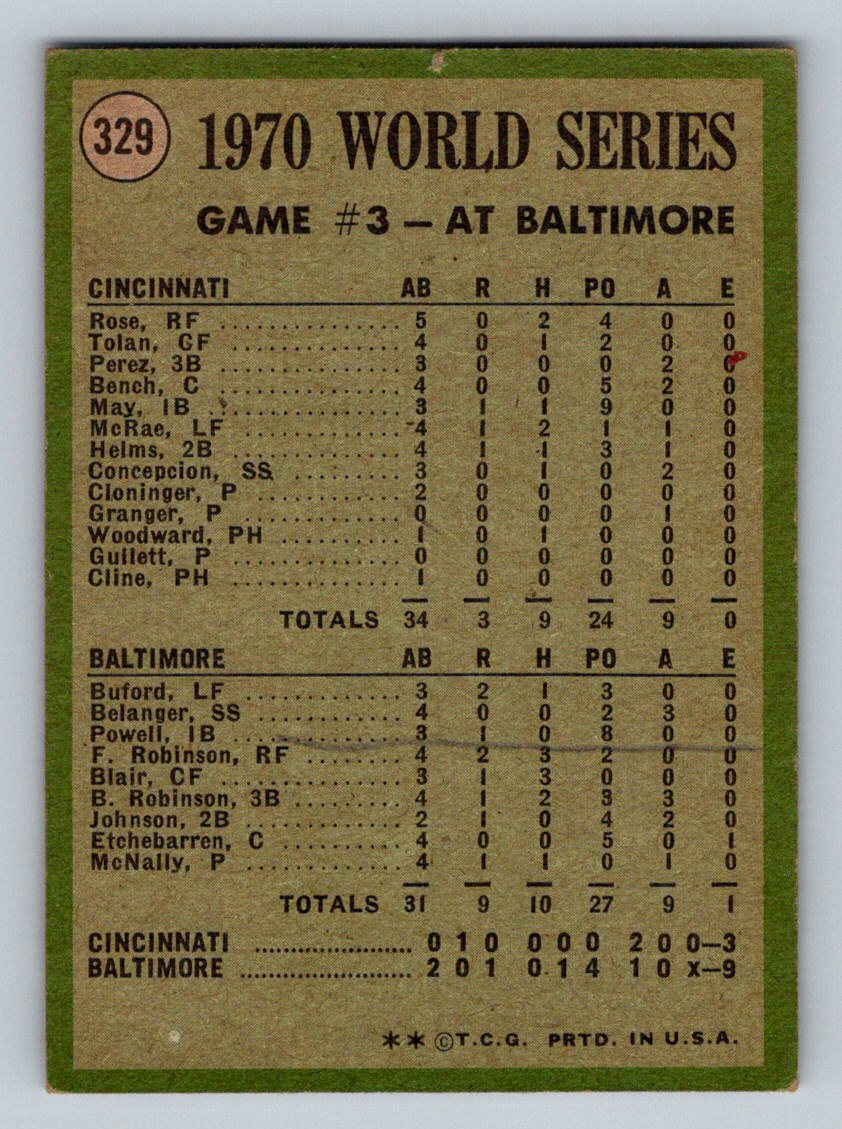 329 1970 WORLD SERIES
GAME #3 – AT BALTIMORE
CINCINNATI AB R H PO A E
Rose, RF ............... 5 0 2 4 0 0
Tolan, CF .............. 4 0 1 2 0 0
Perez, 3B .............. 3 0 0 0 2 0
Bench, C ............... 4 0 0 5 2 0
May, 1B ............... 3 1 1 9 0 0
McRae, LF ............. 4 1 2 1 1 0
Helms, 2B .............. 4 1 1 3 1 0
Concepcion, SS ......... 3 0 1 0 2 0
Cloninger, P ............ 2 0 0 0 0 0
Granger, P ............. 0 0 0 0 1 0
Woodward, PH .......... 1 0 1 0 0 0
Gullett, P .............. 0 0 0 0 0 0
Cline, PH .............. 1 0 0 0 0 0
TOTALS 34 3 9 24 9 0
BALTIMORE AB R H PO A E
Buford, LF ............. 3 2 1 3 0 0
Belanger, SS ............ 4 0 0 2 3 0
Powell, 1B .............. 3 1 0 8 0 0
F. Robinson, RF ........ 4 2 3 2 0 0
Blair, CF ............... 3 1 3 0 0 0
B. Robinson, 3B ......... 4 1 2 3 3 0
Johnson, 2B ............. 2 1 0 4 2 0
Etchebarren, C .......... 4 0 0 5 0 1
McNally, P ............. 4 1 1 0 1 0
TOTALS 31 9 10 27 9 1
CINCINNATI ....................... 0 1 0 0 0 0 2 0 0–3
BALTIMORE ........................ 2 0 1 0 1 4 1 0 X–9
** ©T.C.G. PRTD. IN U.S.A.